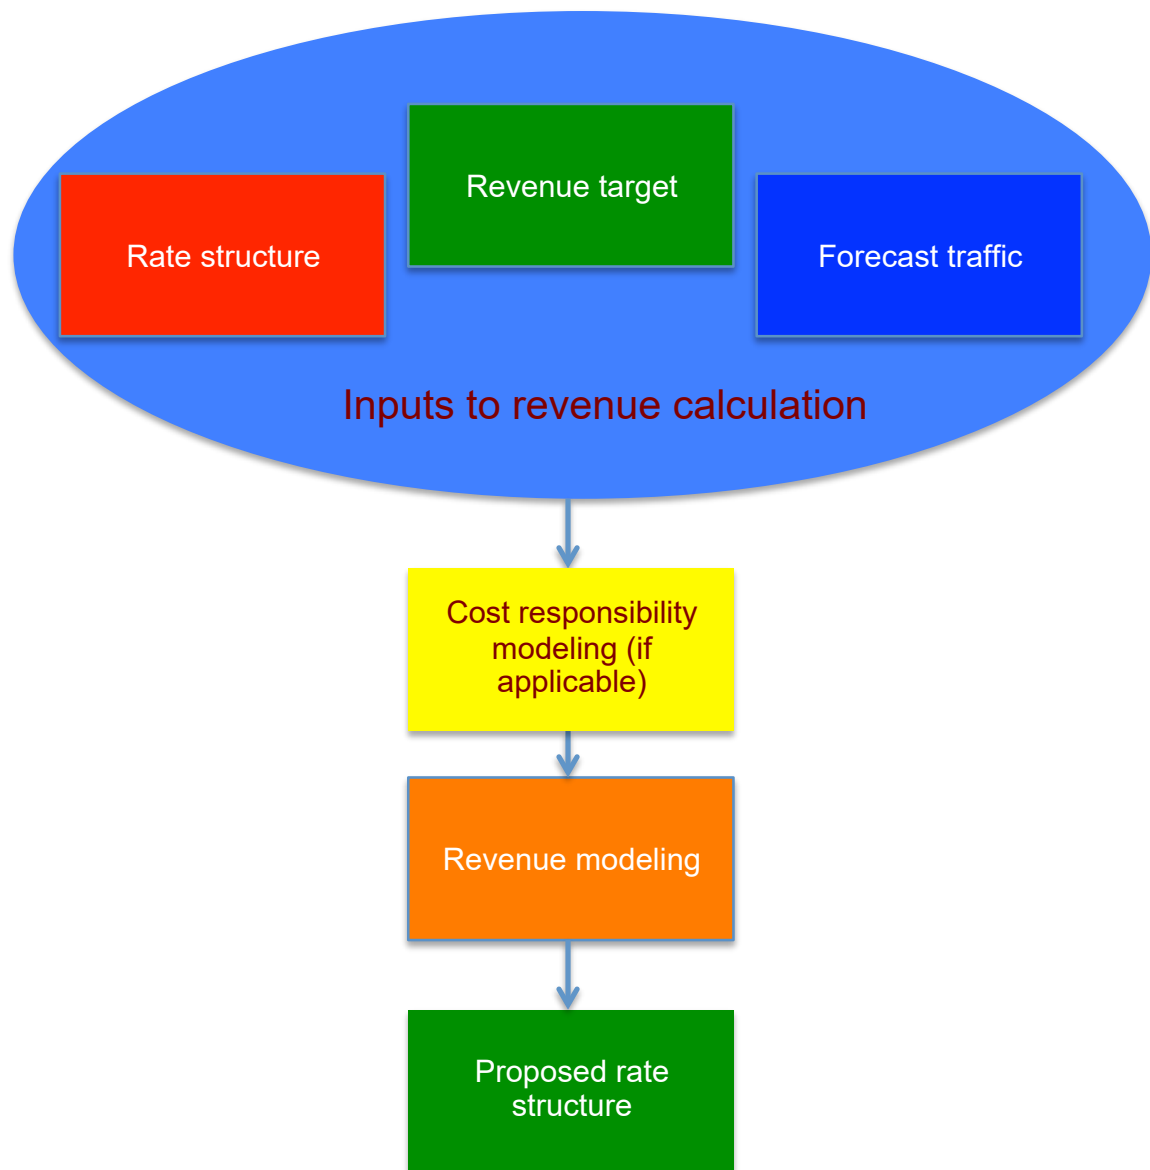 Revenue target
Rate structure
Forecast traffic
Inputs to revenue calculation
Cost responsibility
modeling (if
applicable)
Revenue modeling
Proposed rate
structure